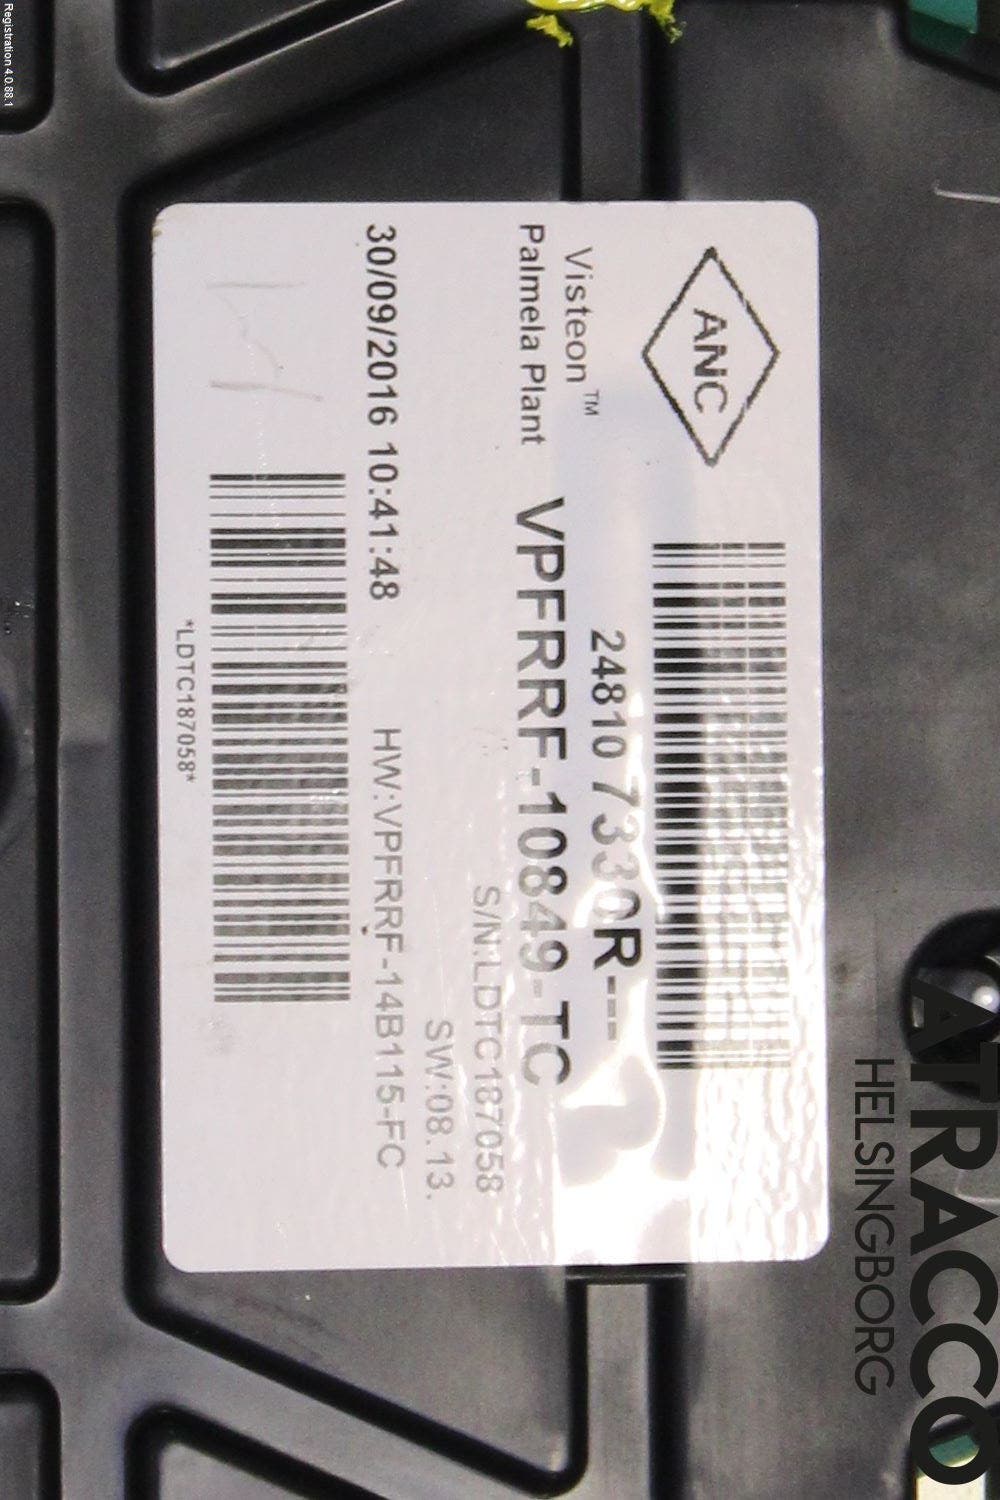 Registration 4.0.88.1
ANC
24810 7330R---
Visteon™
Palmela Plant
VPFRRF-10849-TC
S/N:LDTC187058
SW:08.13.
30/09/2016 10:41:48
HW:VPFRRF-14B115-FC
*LDTC187058*
ATRACCO
HELSINGBORG